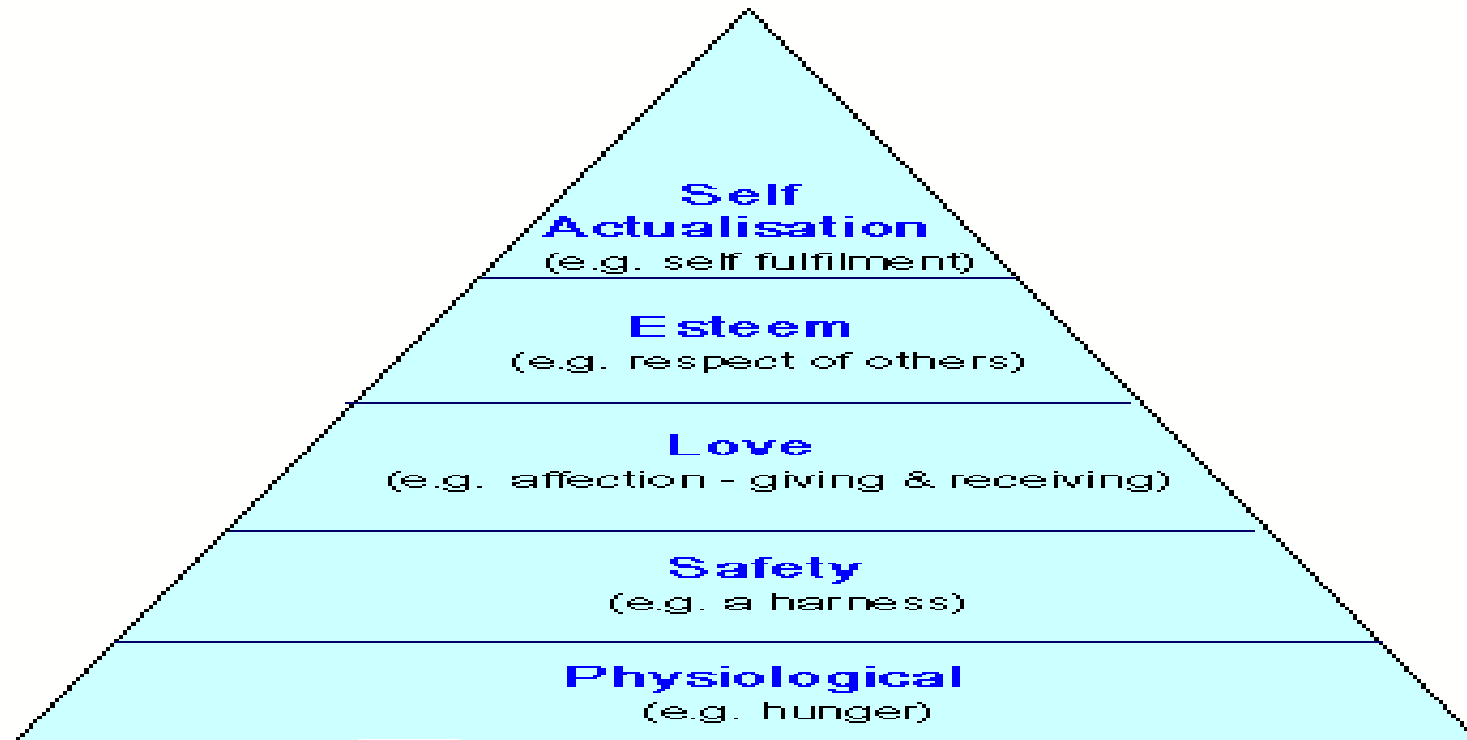 Self
Actualisation
(e.g. self fulfilment)
Esteem
(e.g. respect of others)
Love
(e.g. affection - giving & receiving)
Safety
(e.g. a harness)
Physiological
(e.g. hunger)